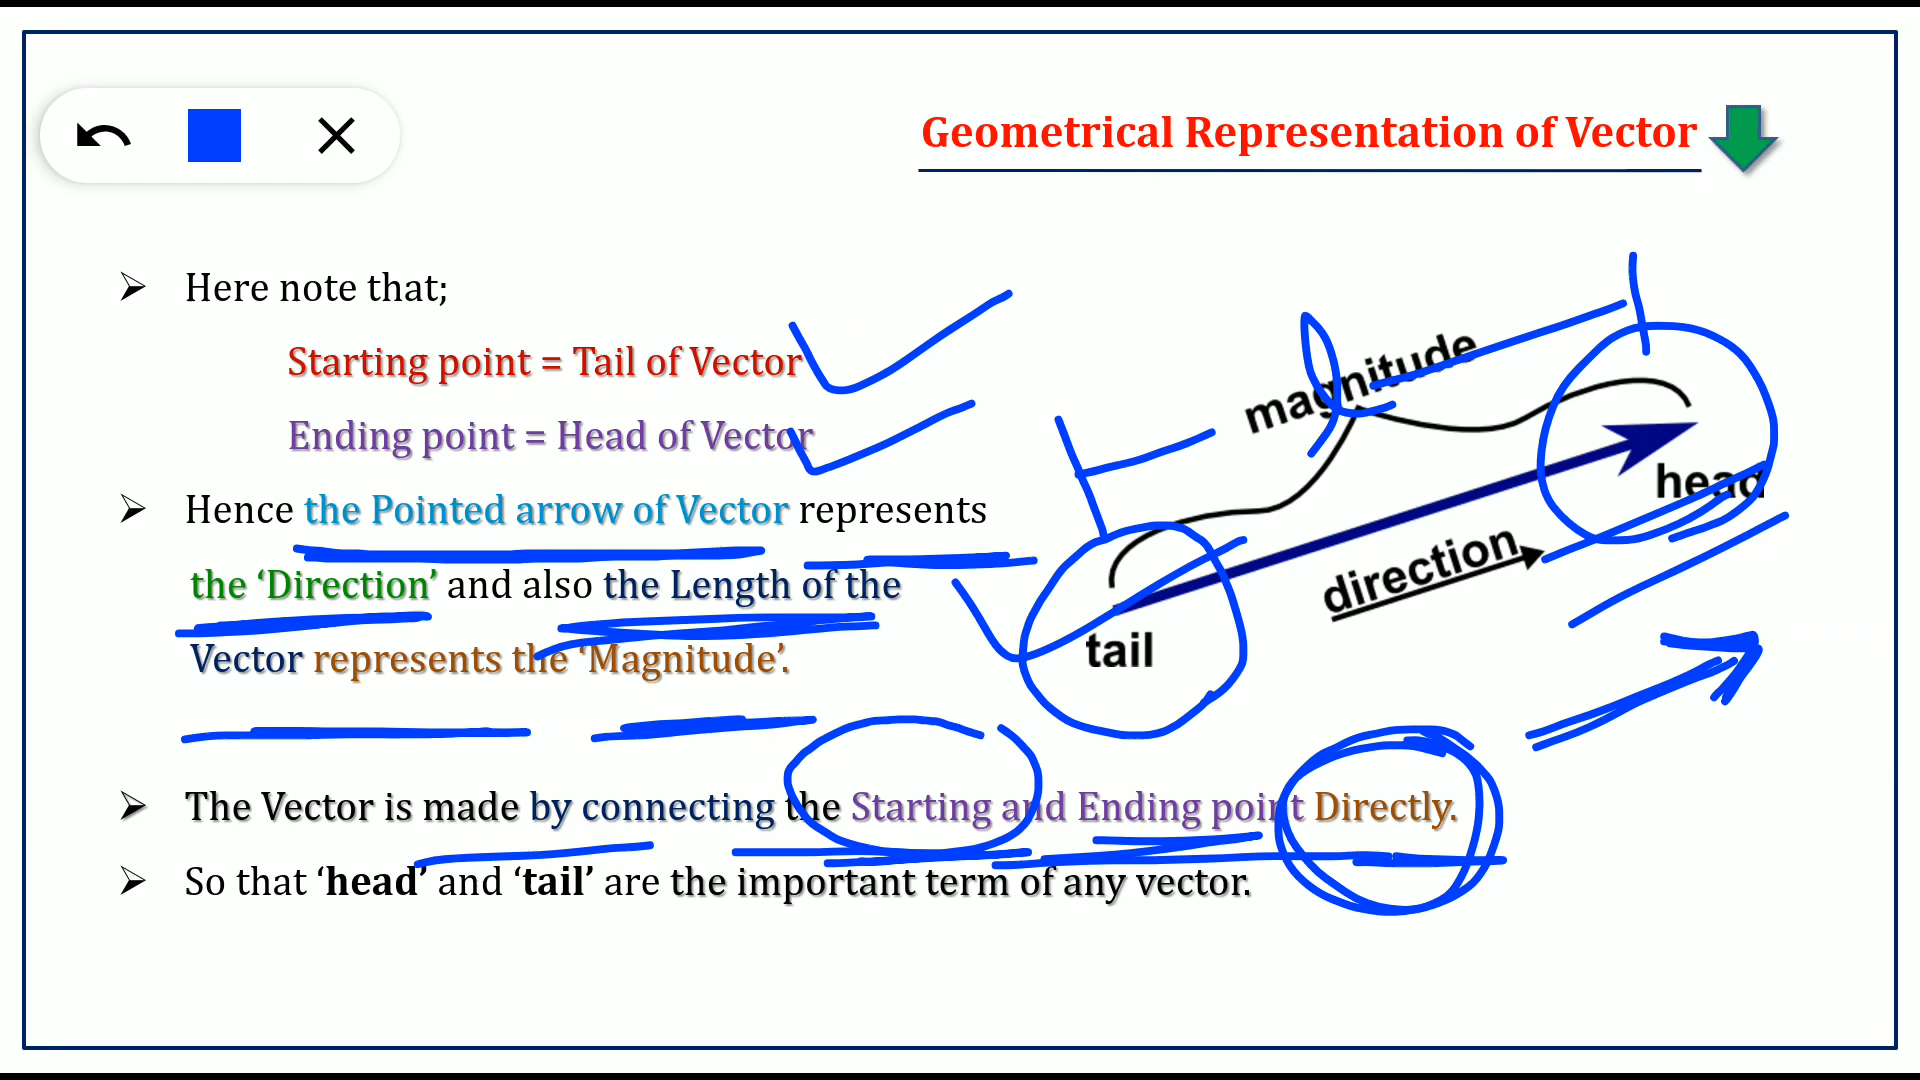 Geometrical Representation of Vector
Here note that;
Starting point = Tail of Vector
Ending point = Head of Vector
Hence the Pointed arrow of Vector represents
the ‘Direction’ and also the Length of the
Vector represents the ‘Magnitude’.
The Vector is made by connecting the Starting and Ending point Directly.
So that ‘head’ and ‘tail’ are the important term of any vector.
magnitude
head
direction
tail